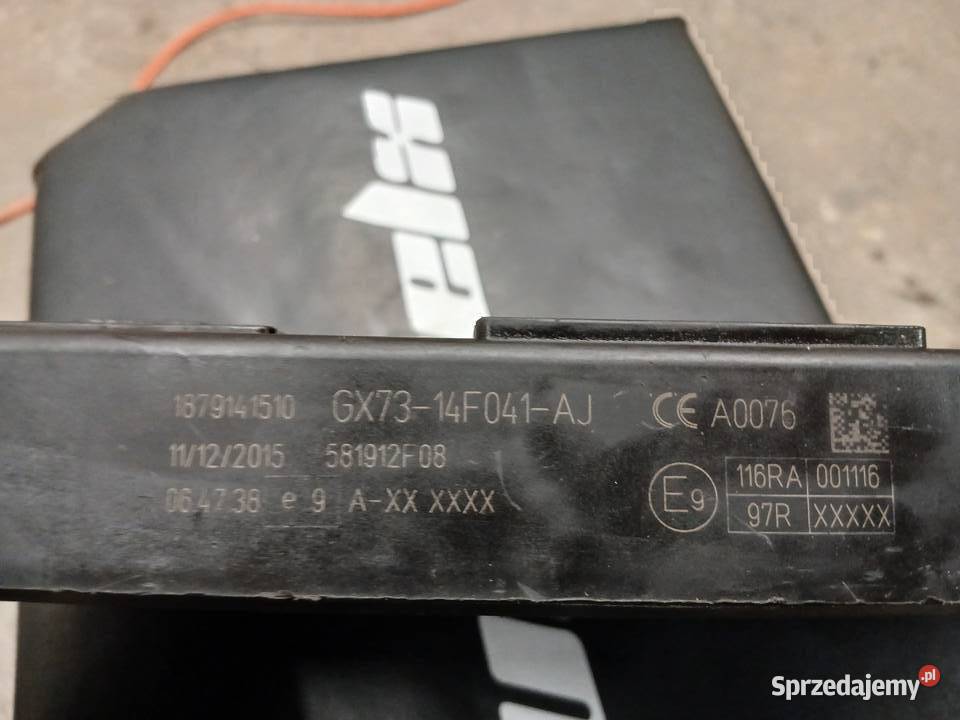 elpx
1879141510 GX73-14F041-AJ CE A0076
11/12/2015 581912F08
06.47.38 e 9 A-XX XXXX
E9
116RA 001116
97R XXXXX
Sprzedajemy.pl